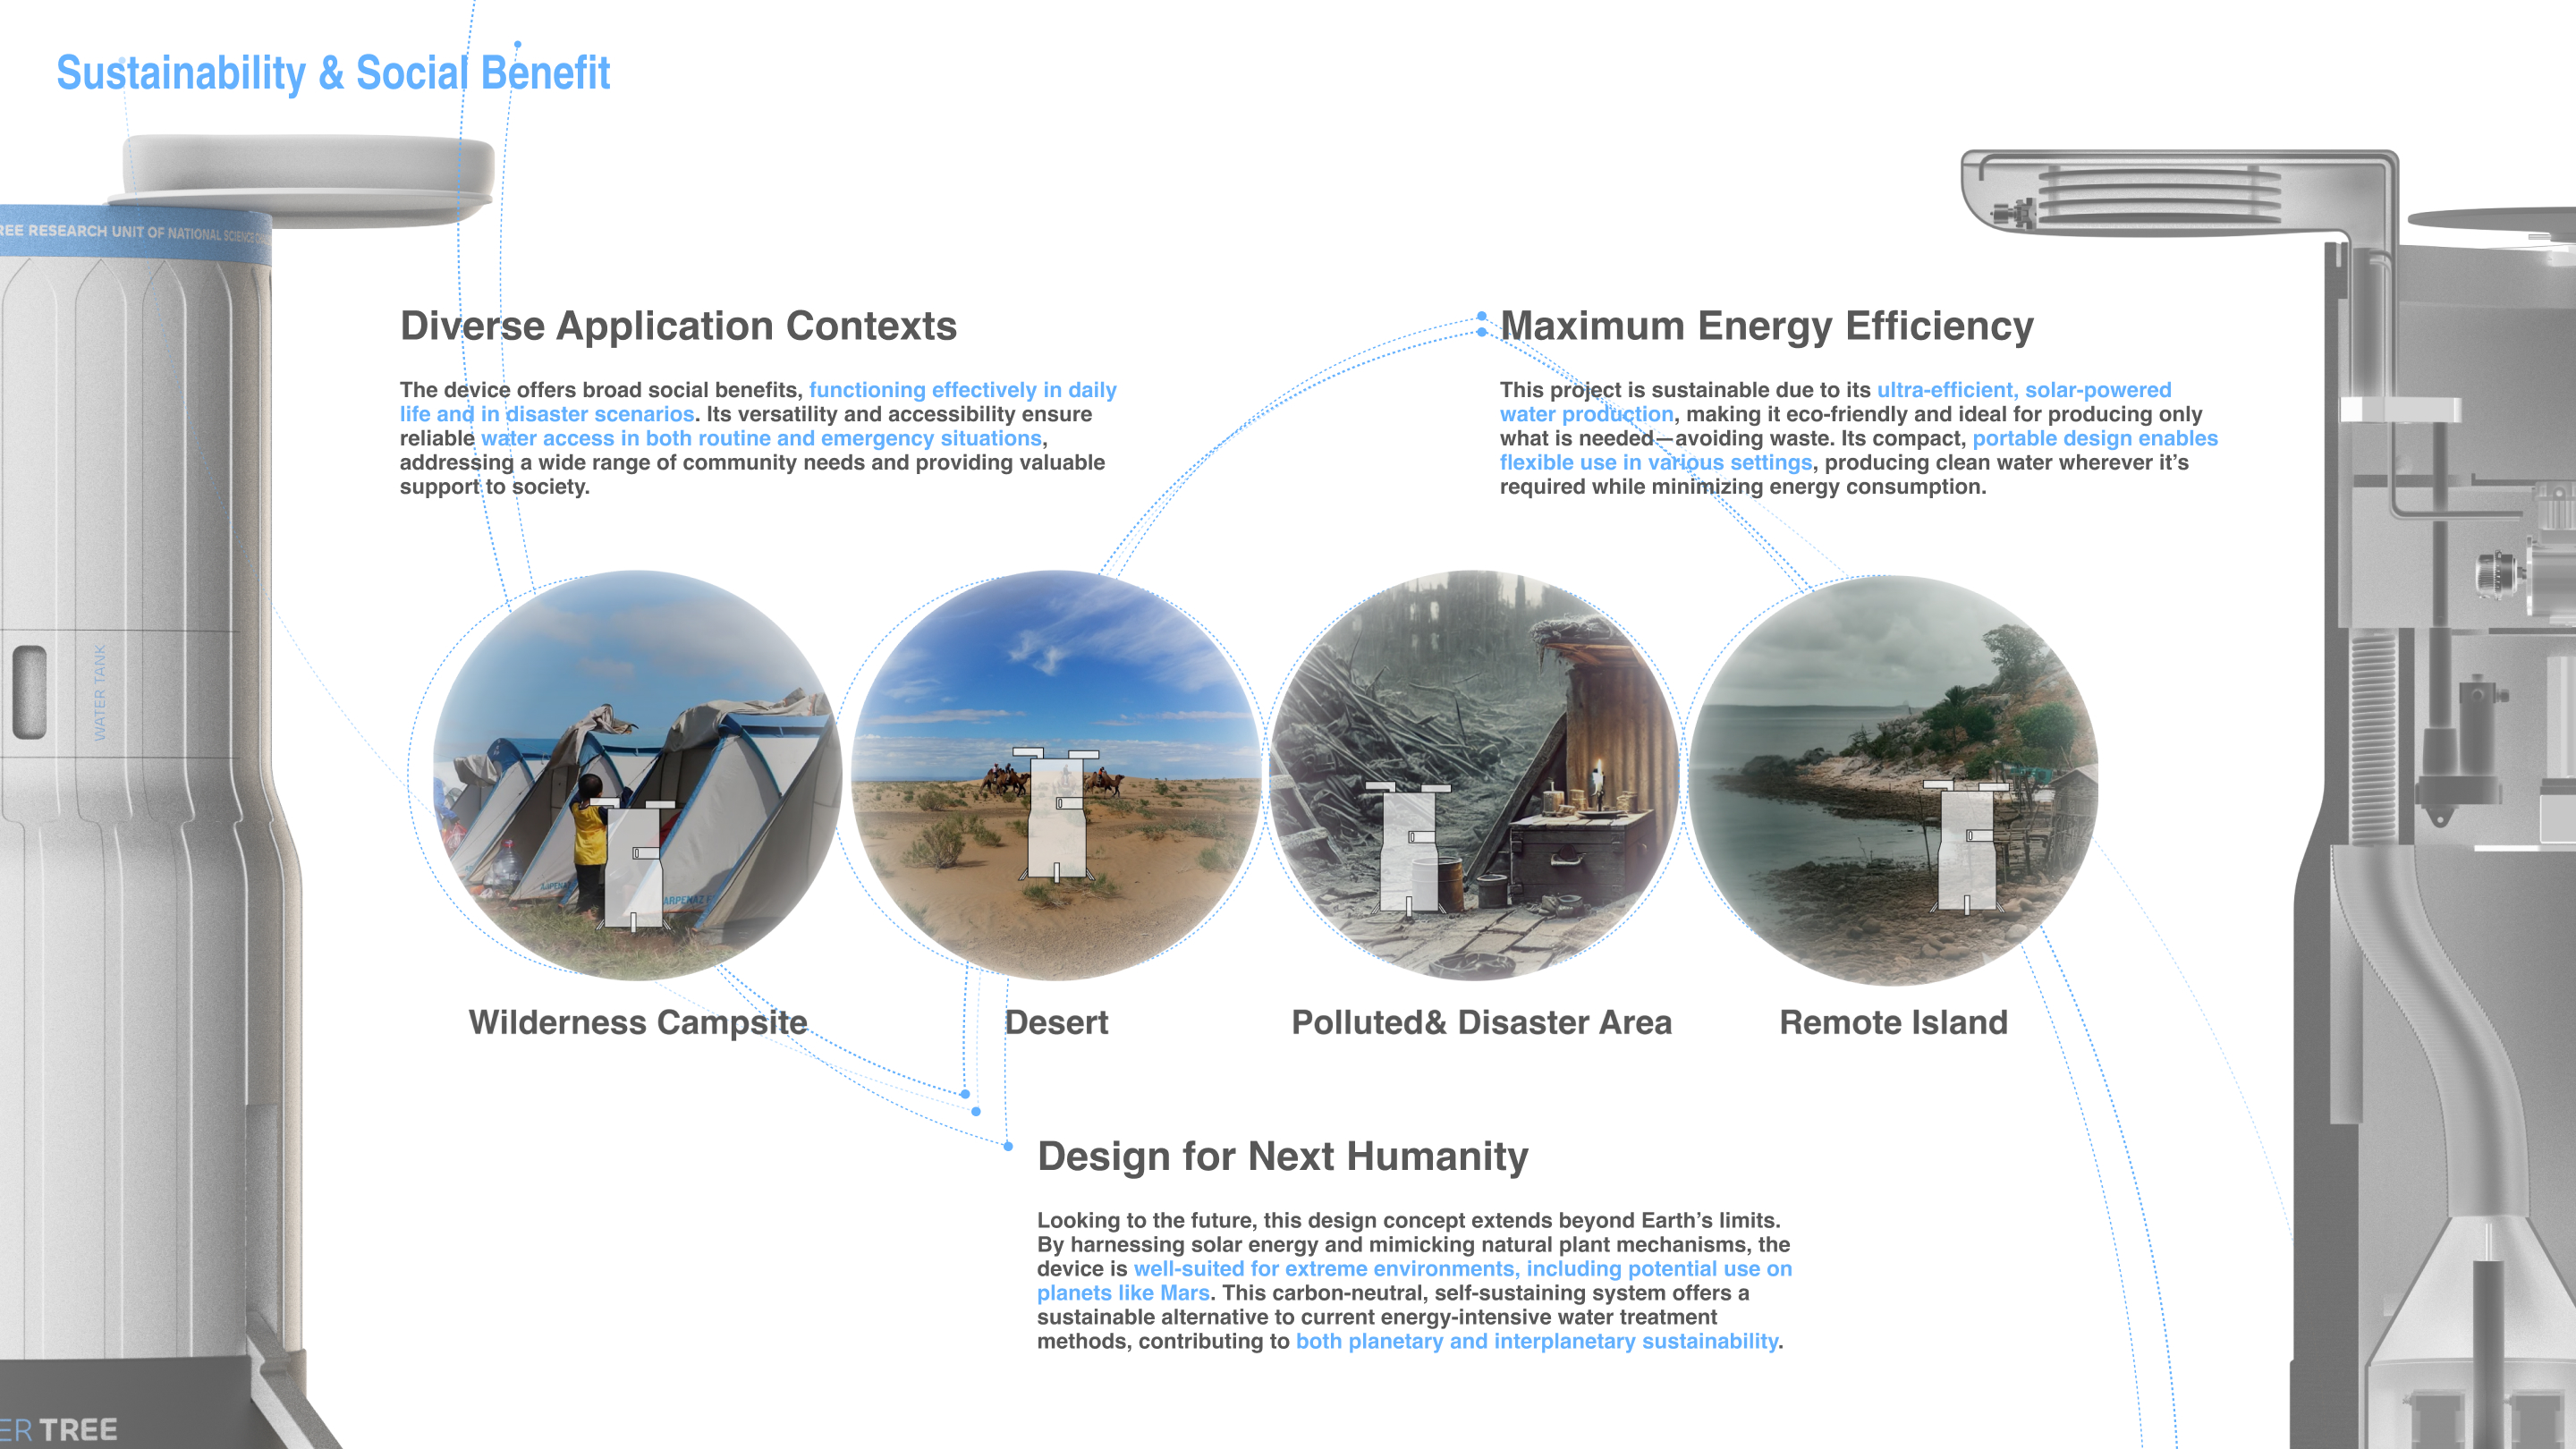 Sustainability & Social Benefit
REE RESEARCH UNIT OF NATIONAL SCIENCE
Diverse Application Contexts
The device offers broad social benefits, functioning effectively in daily
life and in disaster scenarios. Its versatility and accessibility ensure
reliable water access in both routine and emergency situations,
addressing a wide range of community needs and providing valuable
support to society.
Maximum Energy Efficiency
This project is sustainable due to its ultra-efficient, solar-powered
water production, making it eco-friendly and ideal for producing only
what is needed—avoiding waste. Its compact, portable design enables
flexible use in various settings, producing clean water wherever it’s
required while minimizing energy consumption.
WATER TANK
ARPENAZ
Wilderness Campsite
Desert
Polluted& Disaster Area
Remote Island
Design for Next Humanity
Looking to the future, this design concept extends beyond Earth’s limits.
By harnessing solar energy and mimicking natural plant mechanisms, the
device is well-suited for extreme environments, including potential use on
planets like Mars. This carbon-neutral, self-sustaining system offers a
sustainable alternative to current energy-intensive water treatment
methods, contributing to both planetary and interplanetary sustainability.
ER TREE